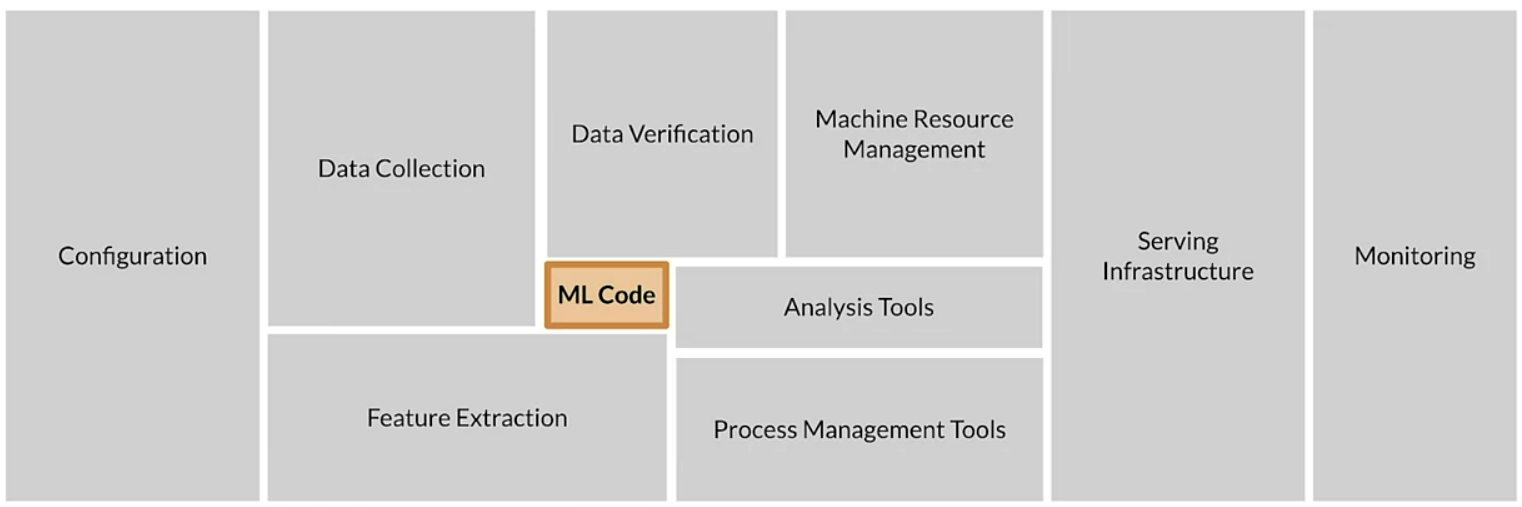 Configuration
Data Collection
Data Verification
Machine Resource
Management
ML Code
Analysis Tools
Feature Extraction
Process Management Tools
Serving
Infrastructure
Monitoring